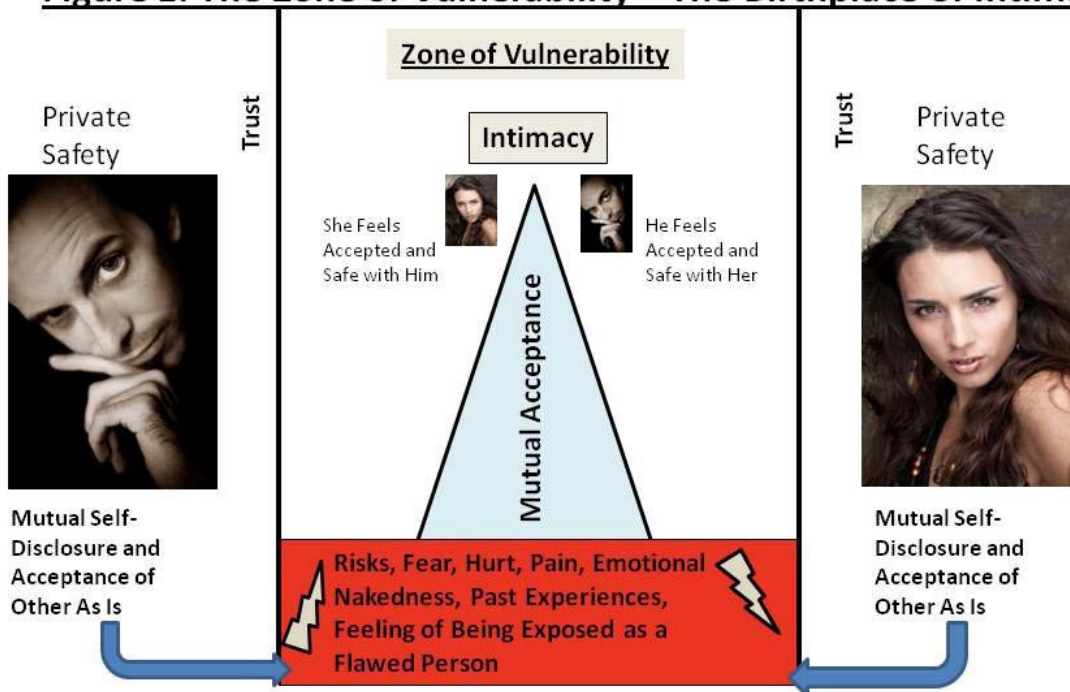 Zone of Vulnerability
Trust
Private
Safety
Intimacy
She Feels
Accepted and
Safe with Him
He Feels
Accepted and
Safe with Her
Trust
Private
Safety
Mutual Acceptance
Mutual Self-
Disclosure and
Acceptance of
Other As Is
Risks, Fear, Hurt, Pain, Emotional
Nakedness, Past Experiences,
Feeling of Being Exposed as a
Flawed Person
Mutual Self-
Disclosure and
Acceptance of
Other As Is